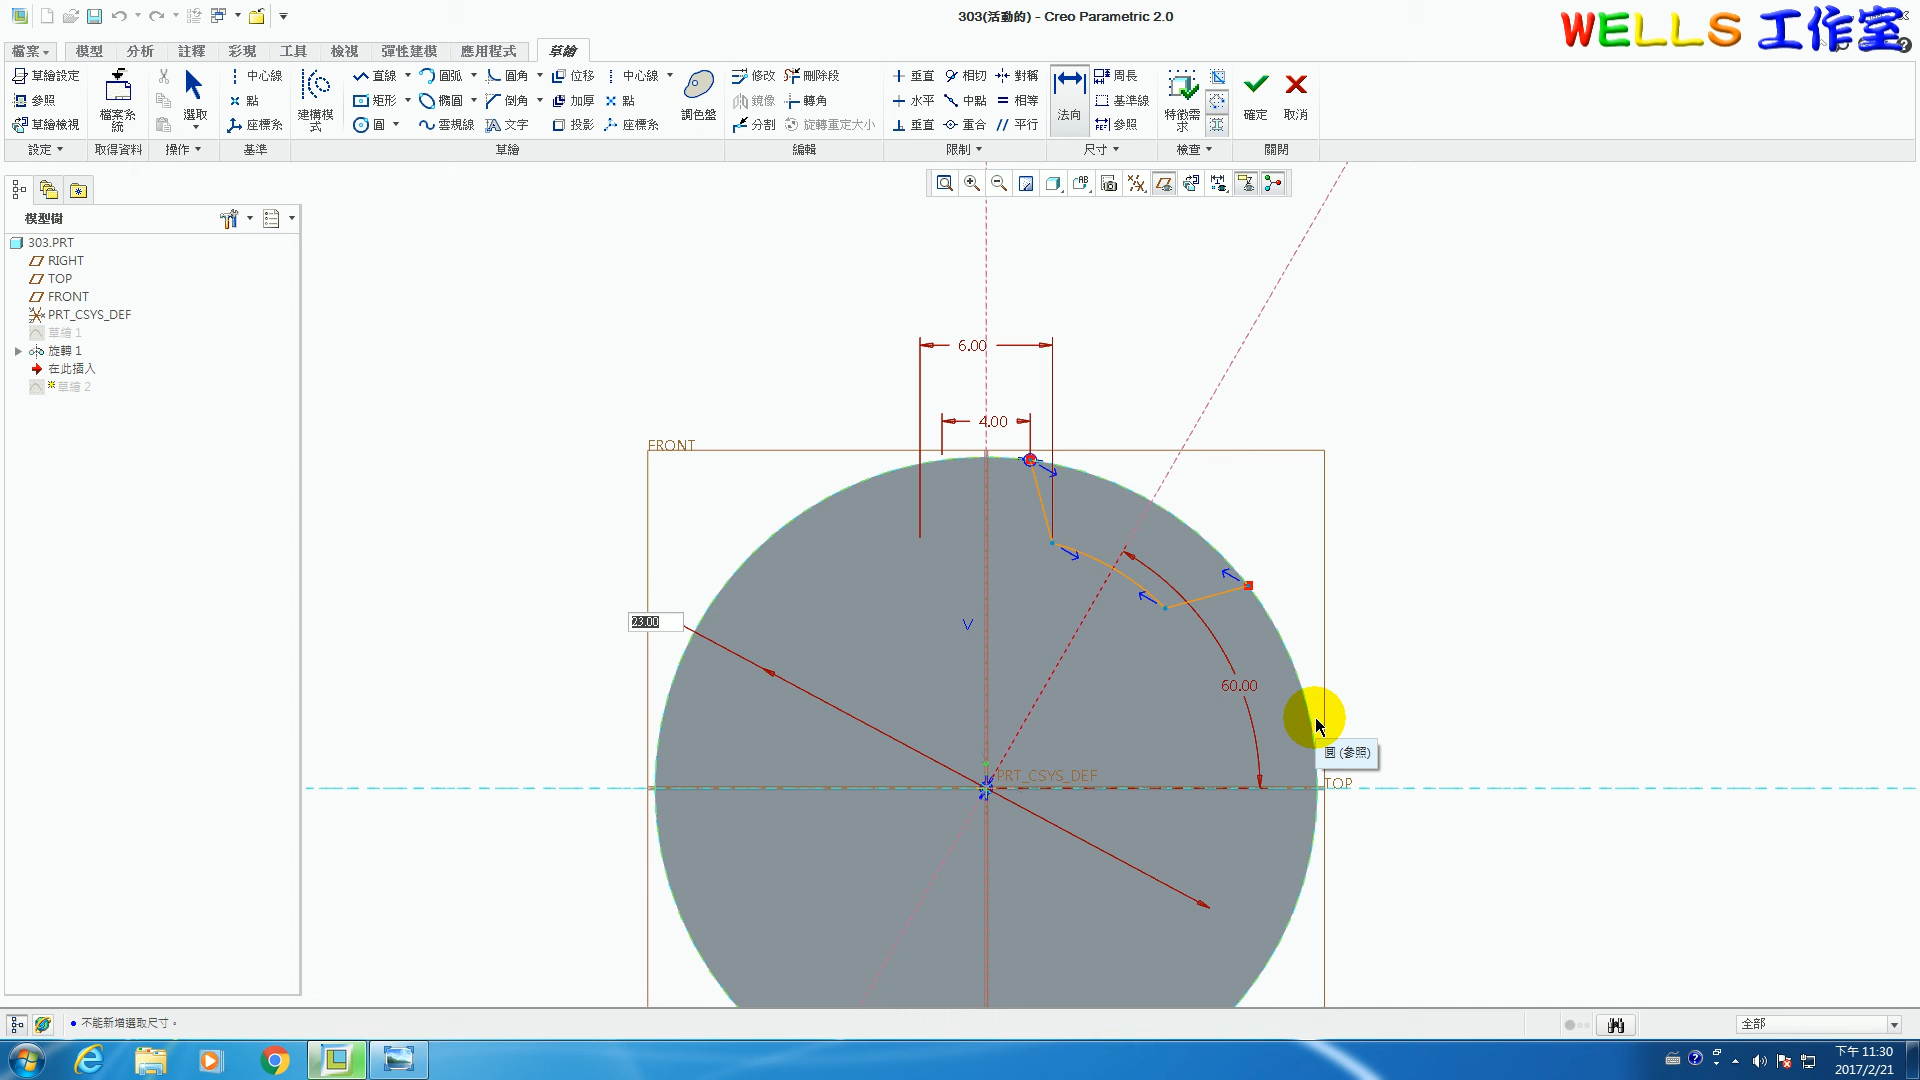 303(活動的) - Creo Parametric 2.0
WELLS 工作室
檔案 模型 分析 註釋 彩現 工具 檢視 彈性建模 應用程式 草繪
草繪設定 中心線 直線 圓弧 圓角 位移 中心線 修改 刪除段 垂直 相切 對稱 周長
參照 點 矩形 橢圓 倒角 加厚 點 鏡像 轉角 水平 中點 相等 基準線
草繪檢視 座標系 圓 雲規線 文字 投影 座標系 分割 旋轉重定大小 垂直 重合 平行 參照
檔案系統 選取 建構模式 調色盤 法向 特徵需求 確定 取消
設定 取得資料 操作 基準 草繪 編輯 限制 尺寸 檢查 關閉
模型樹
303.PRT
RIGHT
TOP
FRONT
PRT_CSYS_DEF
草繪 1
旋轉 1
在此插入
草繪 2
6.00
4.00
FRONT
23.00
V
60.00
圓 (參照)
PRT_CSYS_DEF
TOP
不能新增選取尺寸。
全部
下午 11:30
2017/2/21